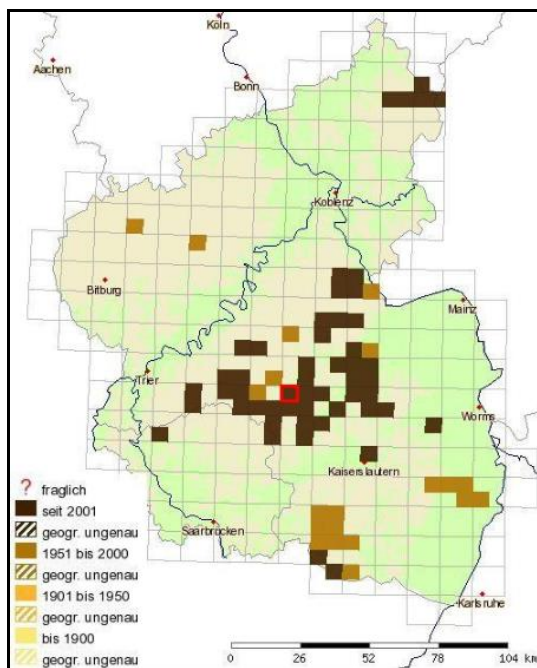 Köln
Aachen
Bonn
Koblenz
Bitburg
Mainz
Trier
Worms
Kaiserslautern
Saarbrücken
Karlsruhe
? fraglich
seit 2001
geogr. ungenau
1951 bis 2000
geogr. ungenau
1901 bis 1950
geogr. ungenau
bis 1900
geogr. ungenau
0 26 52 78 104 km